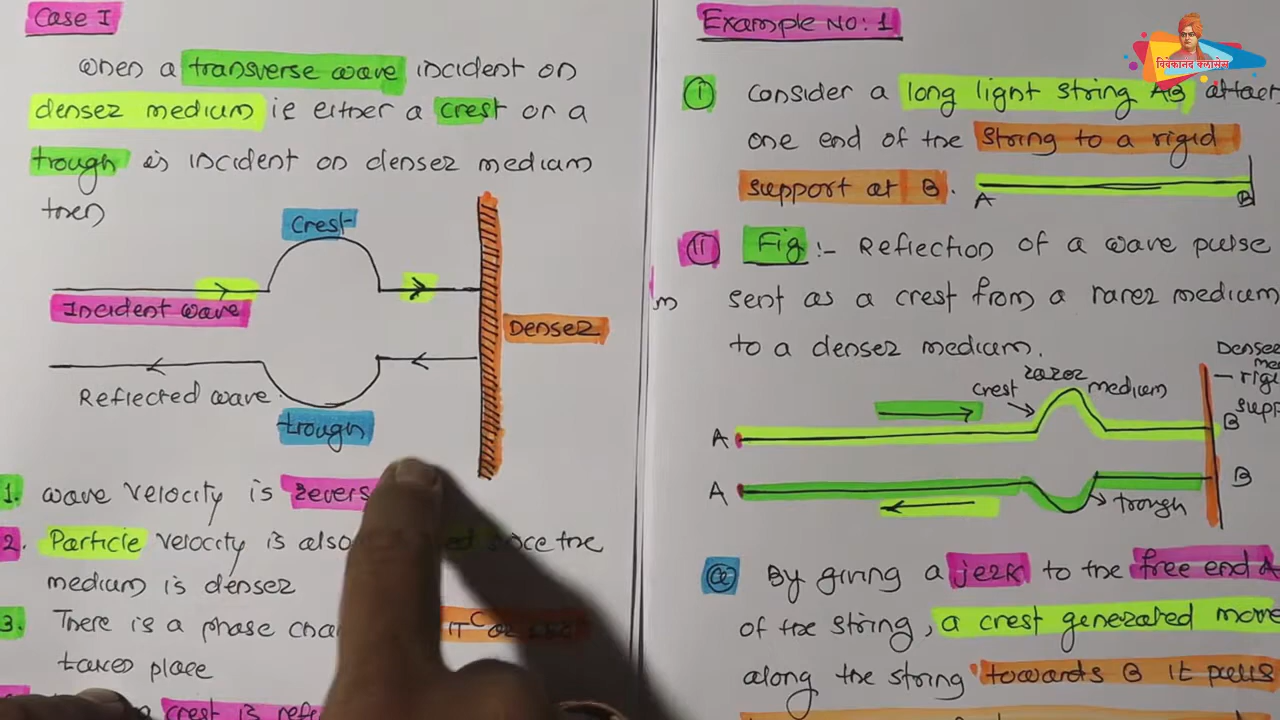 Case I
when a transverse wave incident on
denser medium ie either a crest or a
trough is incident on denser medium
then
Crest
Incident wave
Denser
Reflected wave
trough
1. wave velocity is
2. Particle velocity is also since the
medium is denser
3. There is a phase
takes place
crest is
Example No: 1
विवेकानंद क्लासेस
i Consider a long light string AB
one end of the string to a rigid
support at B.
A B
ii Fig :- Reflection of a wave pulse
sent as a crest from a rarer medium
to a denser medium.
crest rarer medium
A B
A B
trough
a By giving a jerk to the free end A
of the string, a crest generated move
along the string towards B it pulls